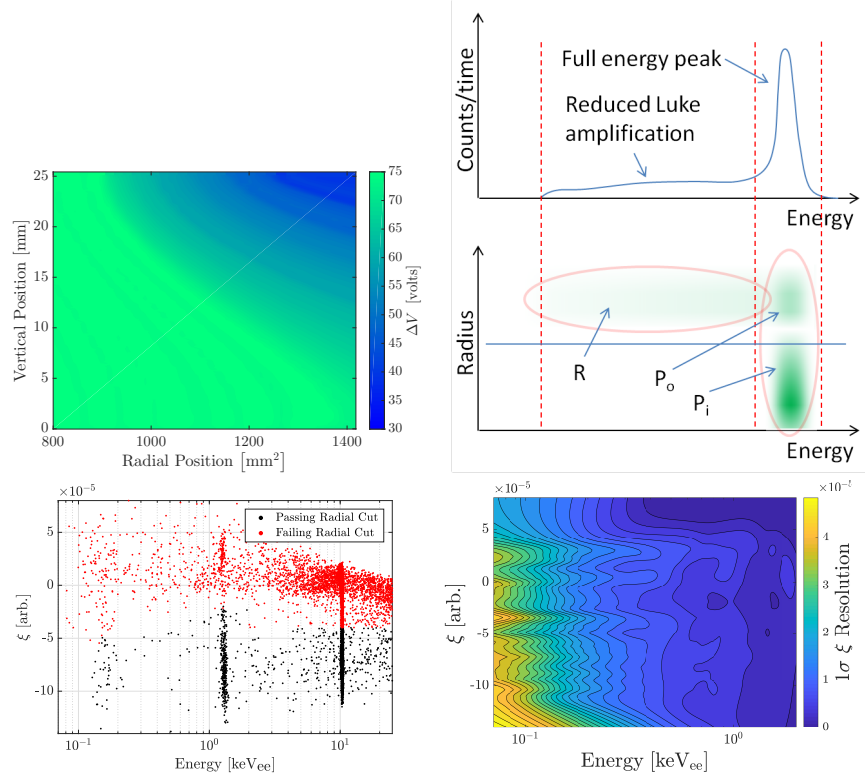 Counts/time
Full energy peak
Reduced Luke
amplification
Energy
Vertical Position [mm]
25
20
15
10
5
0
800
1000
1200
1400
Radial Position [mm²]
75
70
65
60
55
50
45
40
35
30
ΔV [volts]
Radius
R
Pₒ
Pᵢ
Energy
×10⁻⁵
Passing Radial Cut
Failing Radial Cut
ξ [arb.]
5
0
-5
-10
10⁻¹
10⁰
10¹
Energy [keVₑₑ]
×10⁻⁵
ξ [arb.]
5
0
-5
-10
10⁻¹
10⁰
Energy [keVₑₑ]
×10⁻⁵
4
3
2
1
0
1σ ξ Resolution